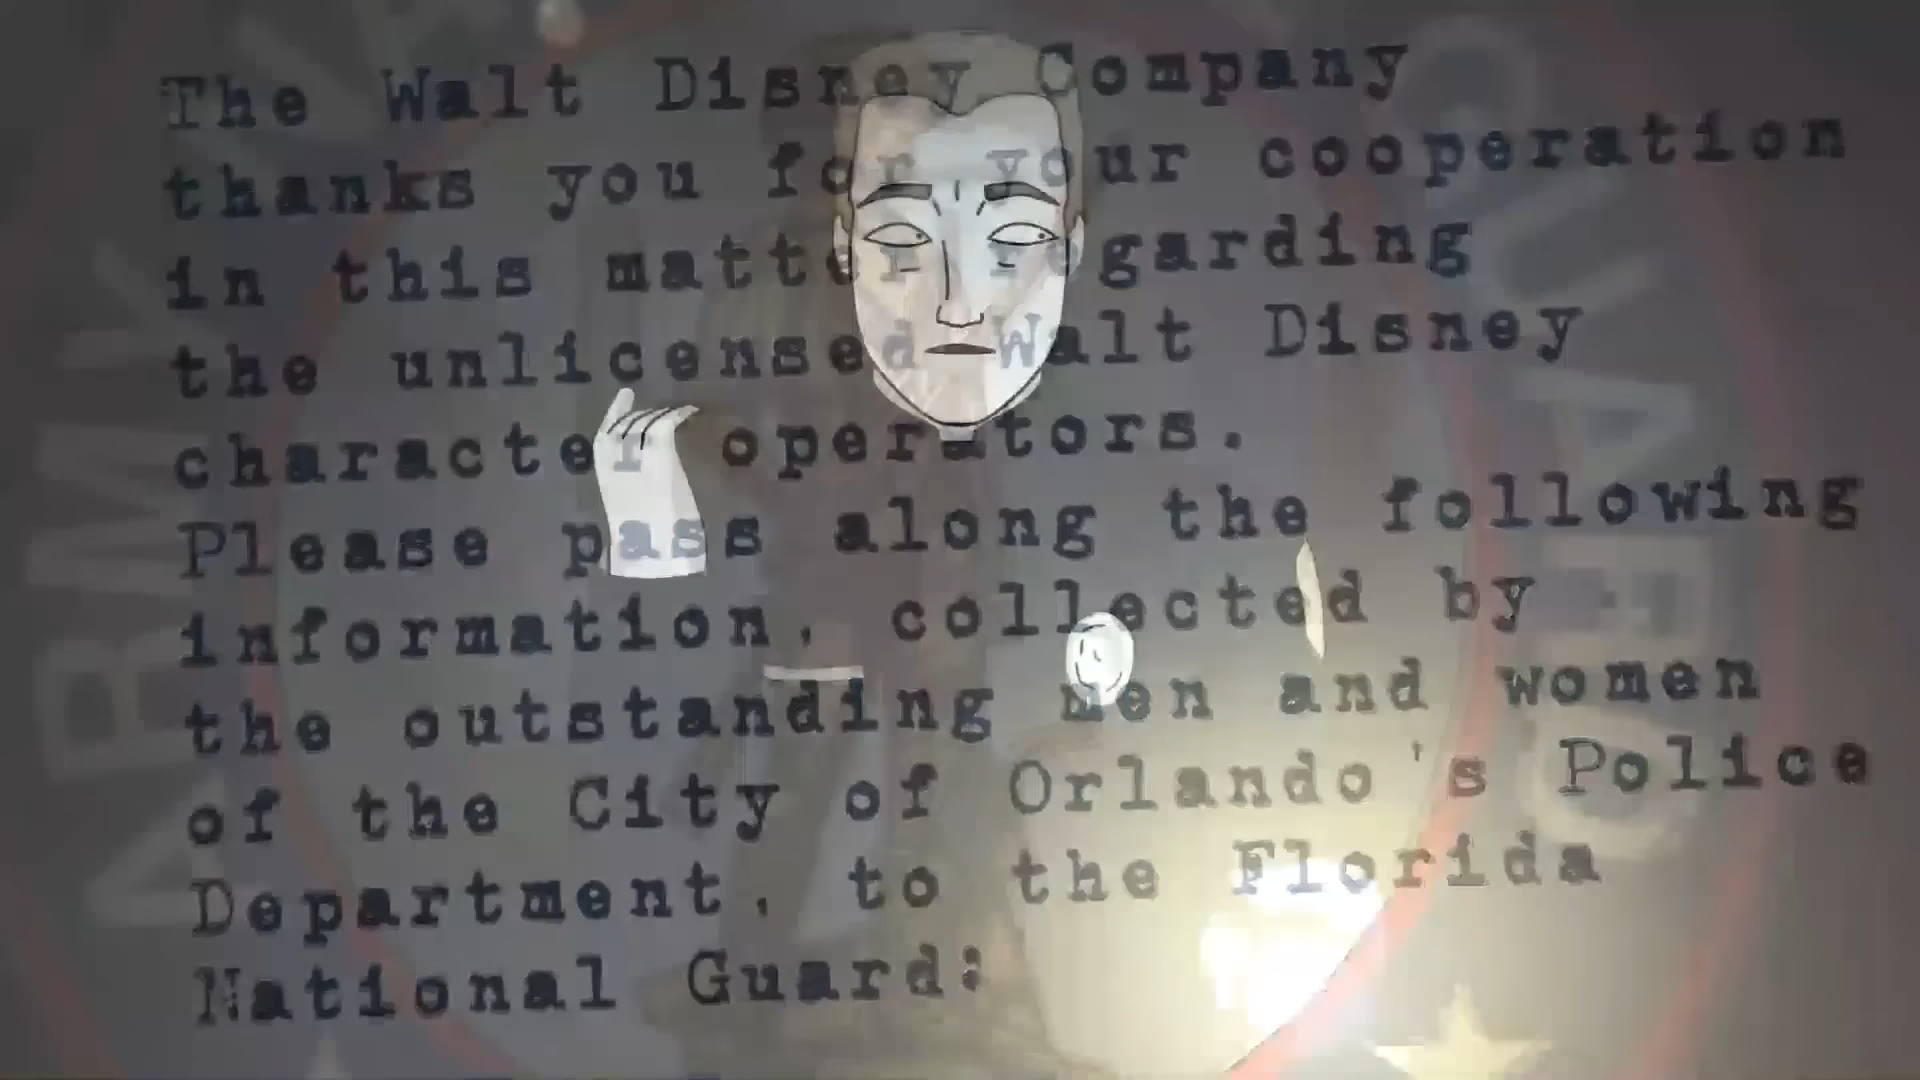 The Walt Disney Company
thanks you for your cooperation
in this matter regarding
the unlicensed Walt Disney
character operators.
Please pass along the following
information, collected by
the outstanding men and women
of the City of Orlando's Police
Department, to the Florida
National Guard: